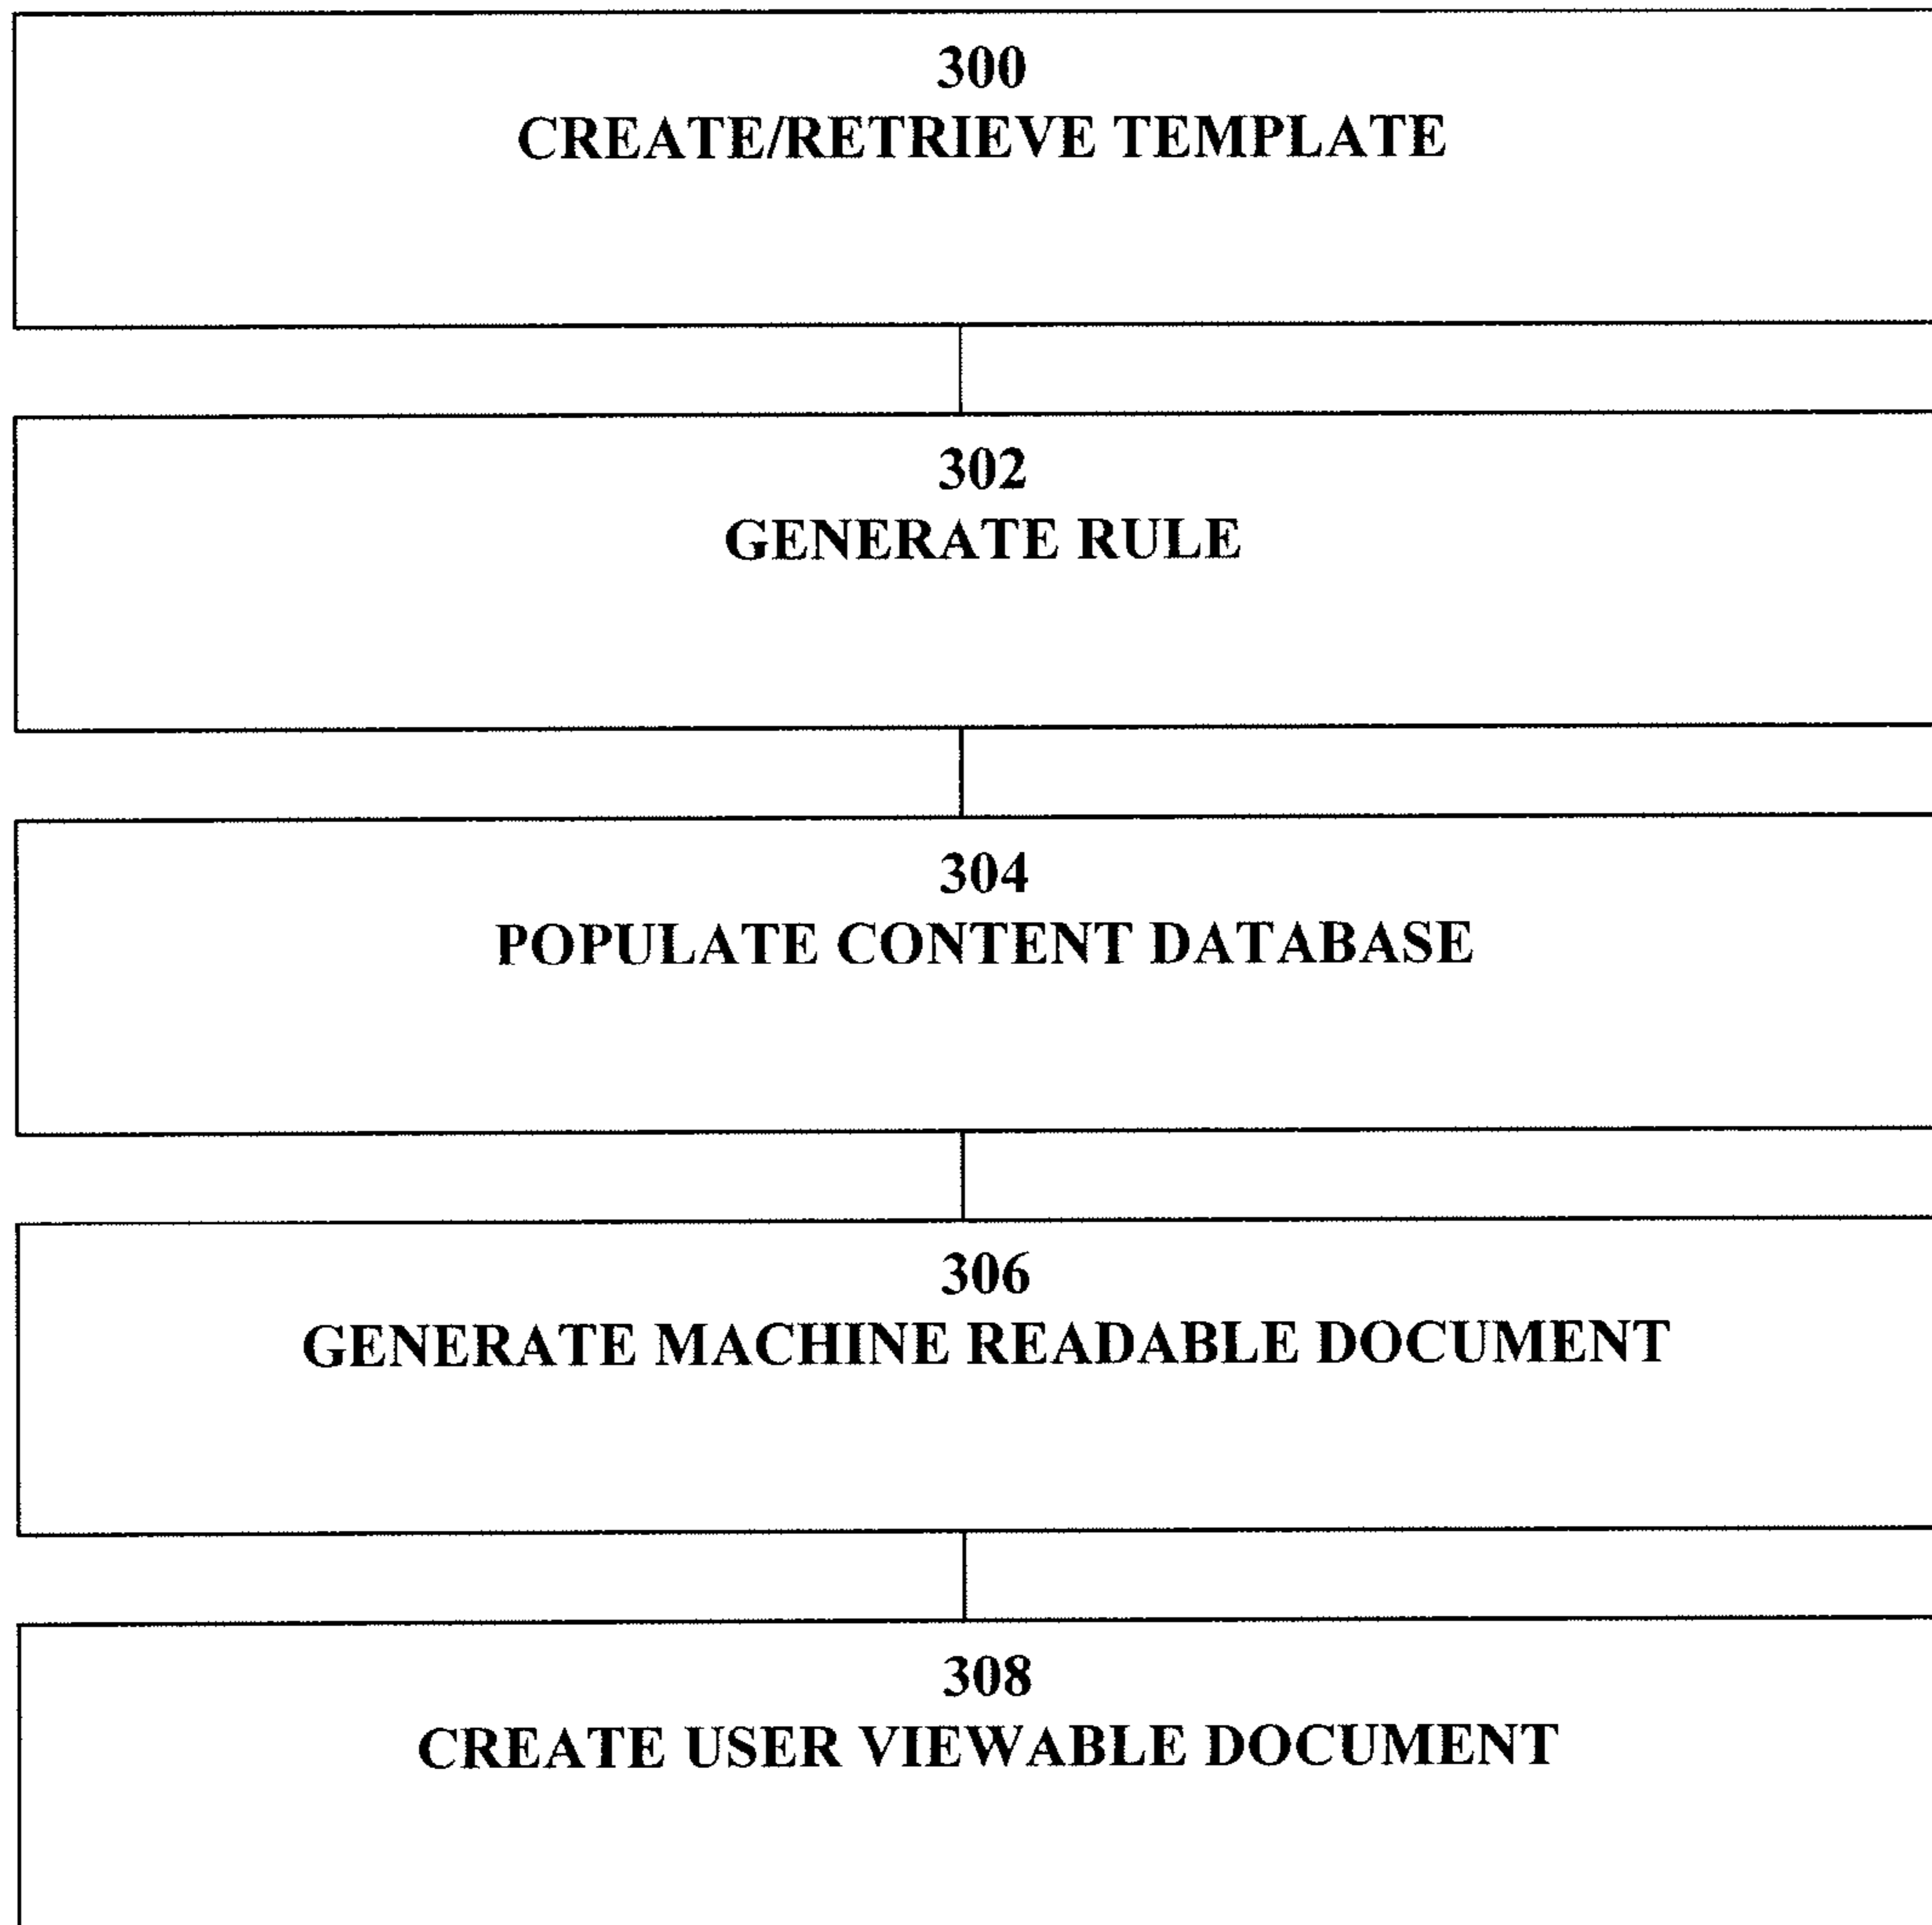 300
CREATE/RETRIEVE TEMPLATE
302
GENERATE RULE
304
POPULATE CONTENT DATABASE
306
GENERATE MACHINE READABLE DOCUMENT
308
CREATE USER VIEWABLE DOCUMENT